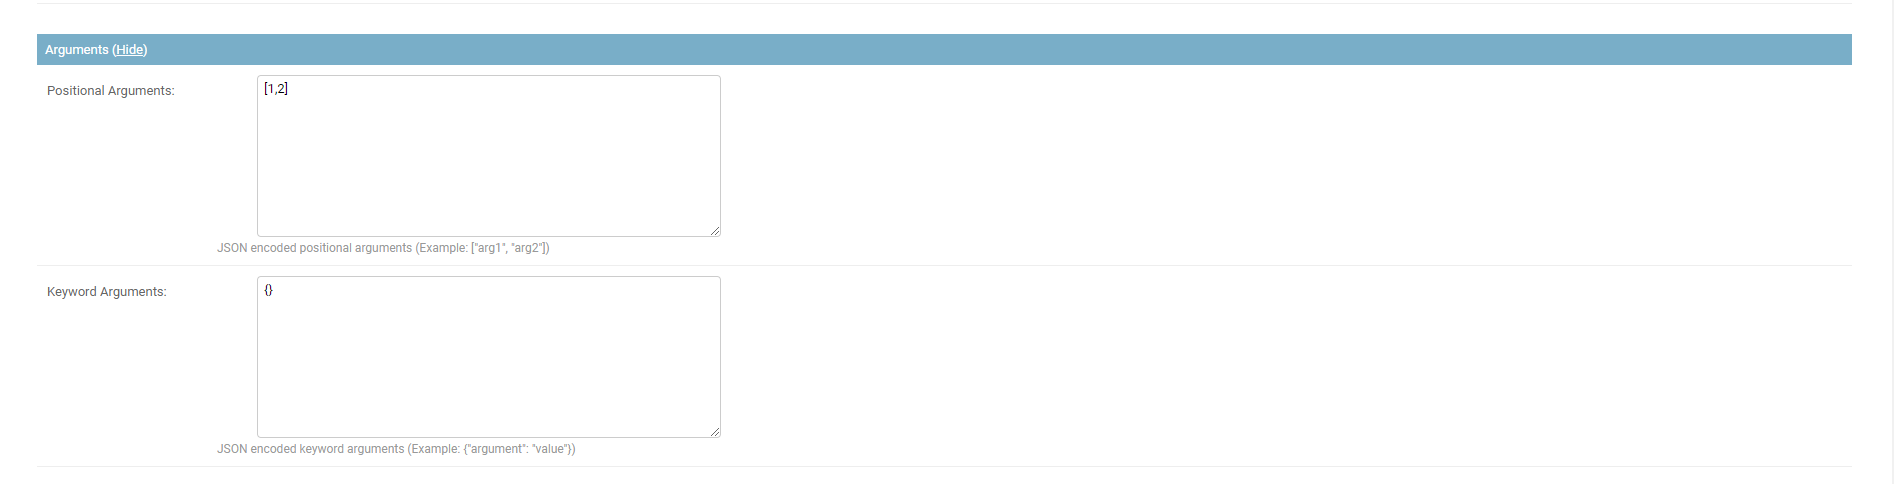 Arguments (Hide)
Positional Arguments:
[1,2]
JSON encoded positional arguments (Example: ["arg1", "arg2"])
Keyword Arguments:
{}
JSON encoded keyword arguments (Example: {"argument": "value"})